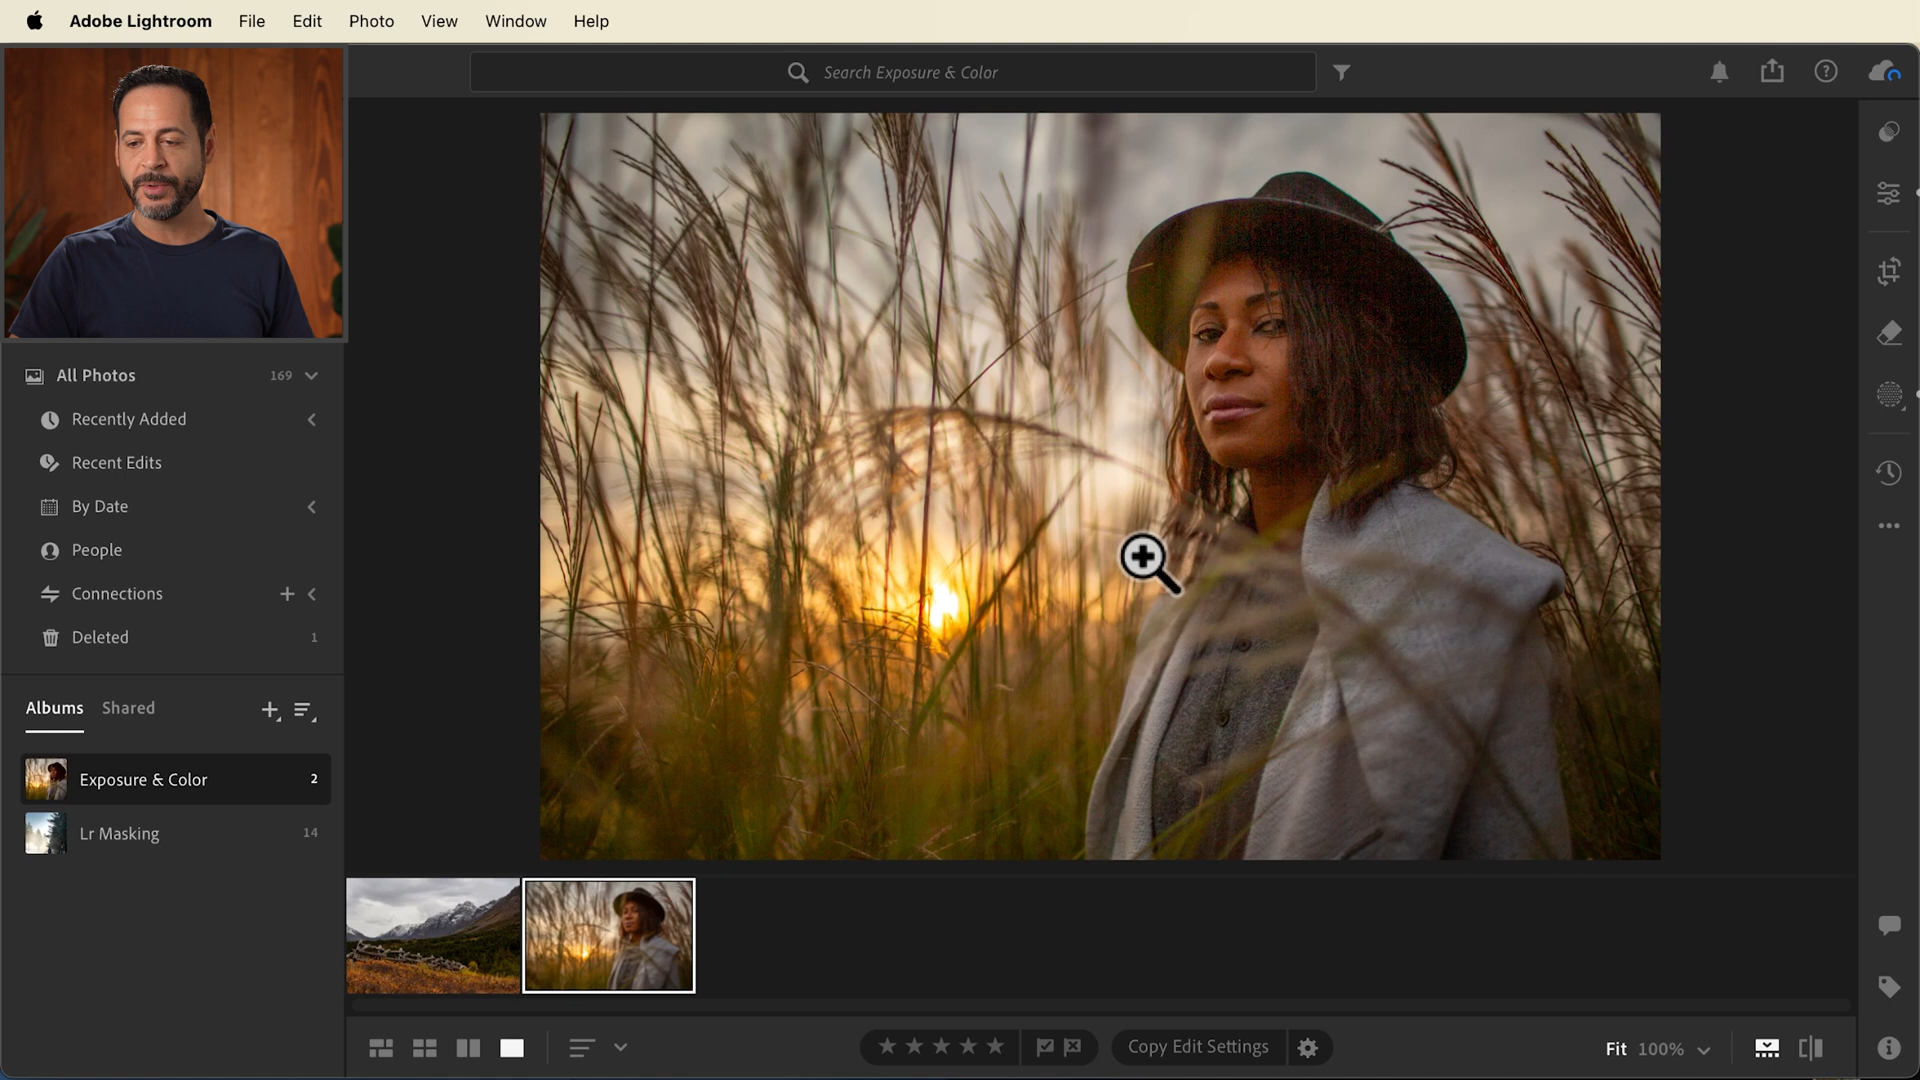 Adobe Lightroom File Edit Photo View Window Help
Search Exposure & Color
All Photos 169
Recently Added
Recent Edits
By Date
People
Connections
Deleted 1
Albums Shared
Exposure & Color 2
Lr Masking 14
Copy Edit Settings
Fit 100%